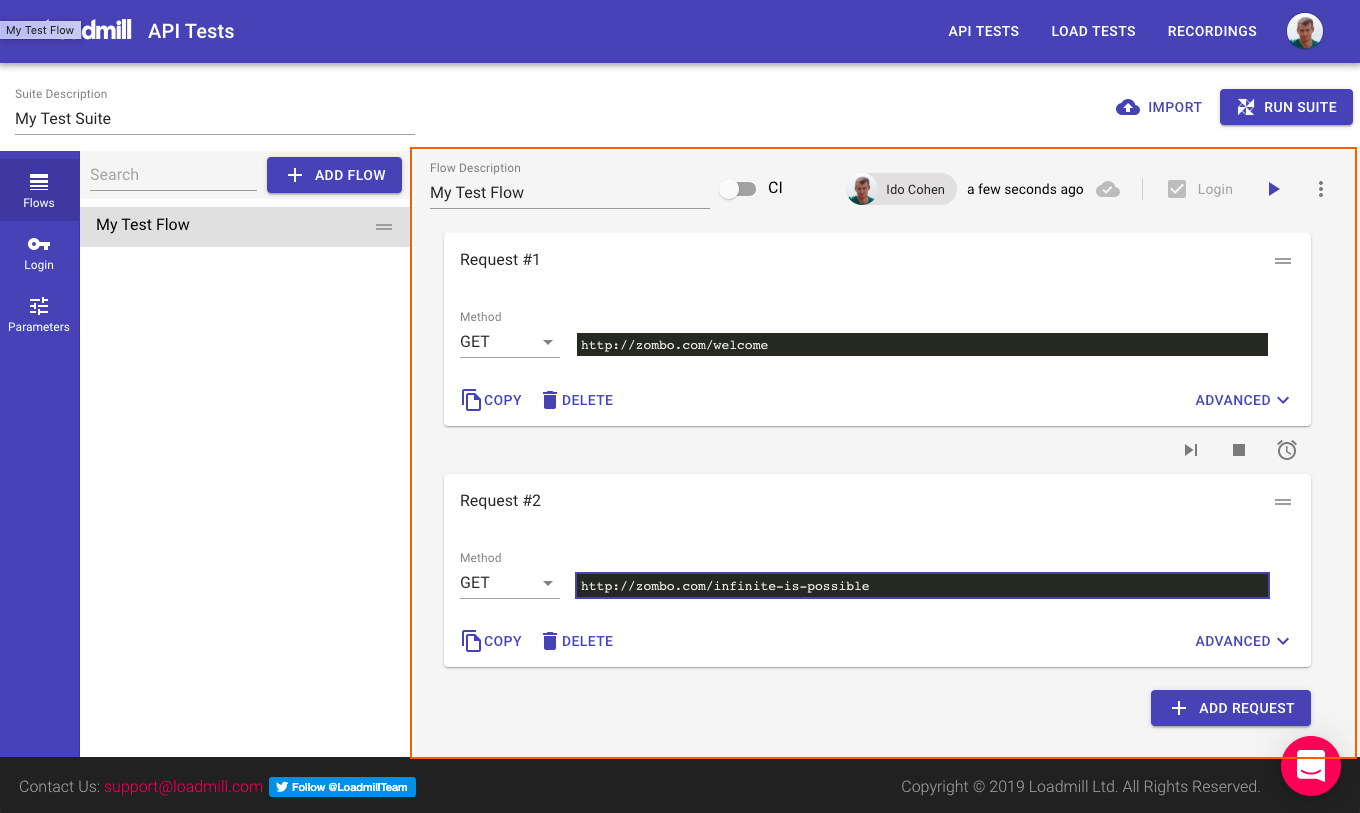 My Test Flow
dmill
API Tests
API TESTS
LOAD TESTS
RECORDINGS
Suite Description
My Test Suite
IMPORT
RUN SUITE
Flows
Login
Parameters
Search
ADD FLOW
My Test Flow
Flow Description
My Test Flow
CI
Ido Cohen
a few seconds ago
Login
Request #1
Method
GET
http://zombo.com/welcome
COPY
DELETE
ADVANCED
Request #2
Method
GET
http://zombo.com/infinite-is-possible
COPY
DELETE
ADVANCED
ADD REQUEST
Contact Us: support@loadmill.com
Follow @LoadmillTeam
Copyright © 2019 Loadmill Ltd. All Rights Reserved.